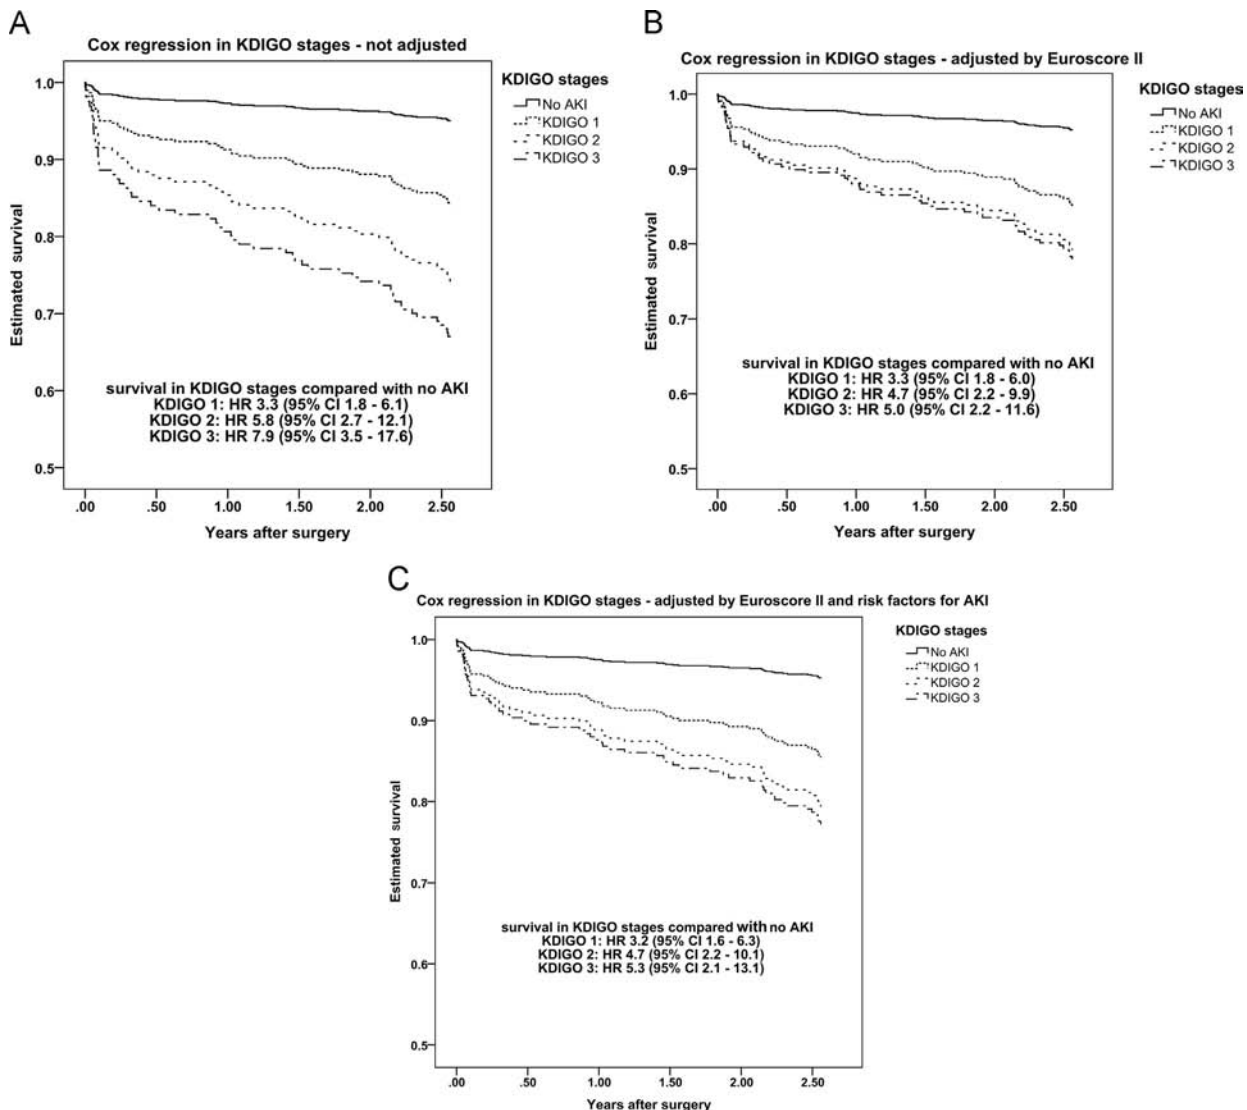 A
Cox regression in KDIGO stages - not adjusted
KDIGO stages
No AKI
KDIGO 1
KDIGO 2
KDIGO 3
Estimated survival
1.0
0.9
0.8
0.7
0.6
0.5
survival in KDIGO stages compared with no AKI
KDIGO 1: HR 3.3 (95% CI 1.8 - 6.1)
KDIGO 2: HR 5.8 (95% CI 2.7 - 12.1)
KDIGO 3: HR 7.9 (95% CI 3.5 - 17.6)
.00 .50 1.00 1.50 2.00 2.50
Years after surgery
B
Cox regression in KDIGO stages - adjusted by Euroscore II
KDIGO stages
No AKI
KDIGO 1
KDIGO 2
KDIGO 3
Estimated survival
1.0
0.9
0.8
0.7
0.6
0.5
survival in KDIGO stages compared with no AKI
KDIGO 1: HR 3.3 (95% CI 1.8 - 6.0)
KDIGO 2: HR 4.7 (95% CI 2.2 - 9.9)
KDIGO 3: HR 5.0 (95% CI 2.2 - 11.6)
.00 .50 1.00 1.50 2.00 2.50
Years after surgery
C
Cox regression in KDIGO stages - adjusted by Euroscore II and risk factors for AKI
KDIGO stages
No AKI
KDIGO 1
KDIGO 2
KDIGO 3
Estimated survival
1.0
0.9
0.8
0.7
0.6
0.5
survival in KDIGO stages compared with no AKI
KDIGO 1: HR 3.2 (95% CI 1.6 - 6.3)
KDIGO 2: HR 4.7 (95% CI 2.2 - 10.1)
KDIGO 3: HR 5.3 (95% CI 2.1 - 13.1)
.00 .50 1.00 1.50 2.00 2.50
Years after surgery